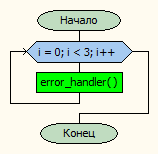 Начало
i = 0; i < 3; i++
error_handler()
Конец